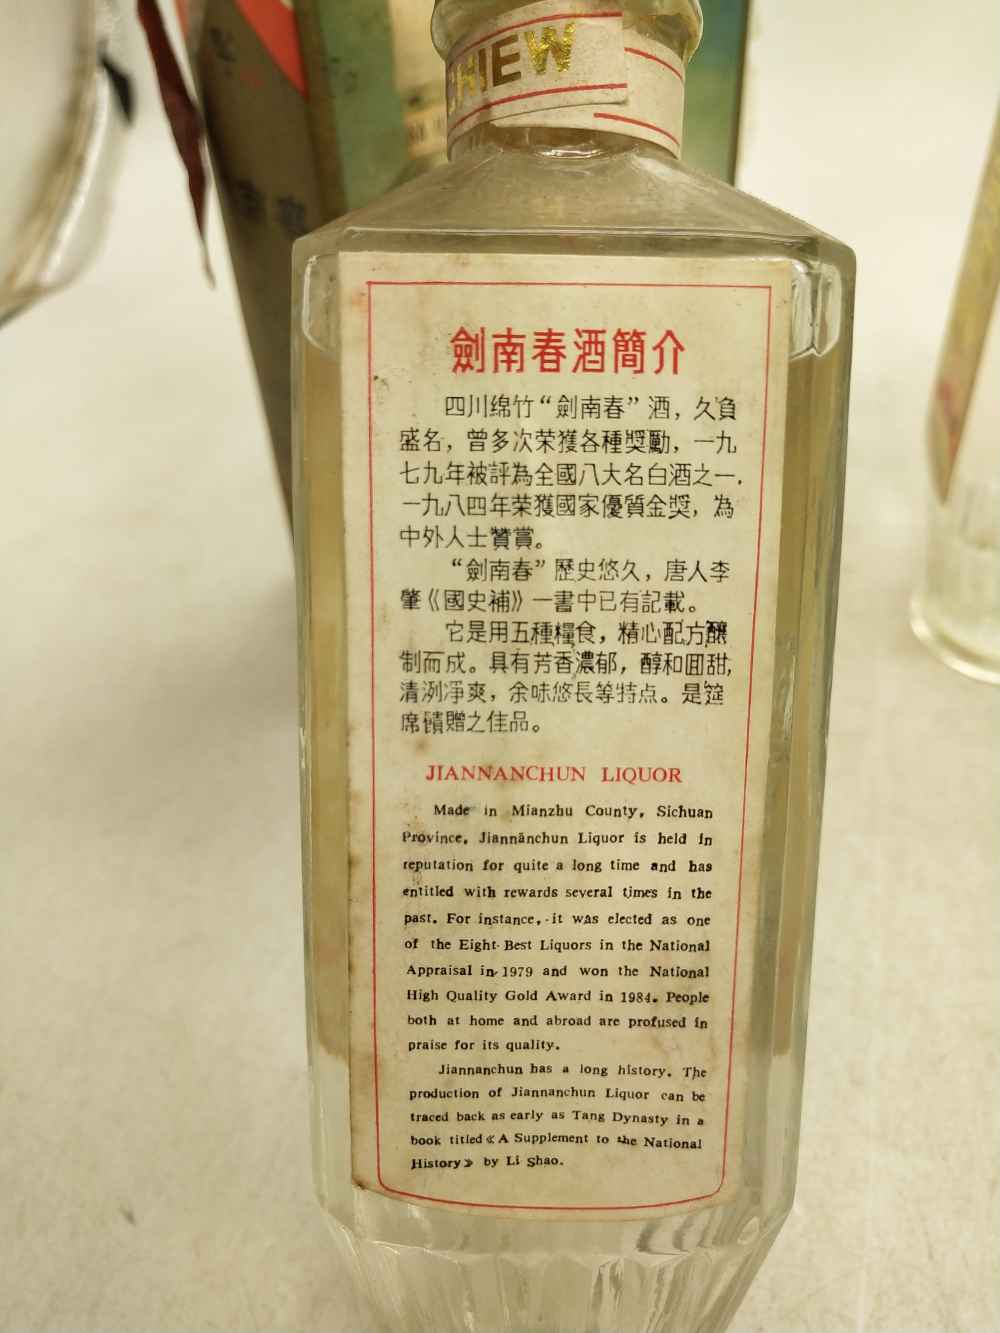 HIEW
劍南春酒簡介
四川绵竹“劍南春”酒，久負
盛名，曾多次荣獲各種獎勵，一九
七九年被評為全國八大名白酒之一，
一九八四年荣獲國家優質金獎，為
中外人士贊賞。
“劍南春”歷史悠久，唐人李
肇《國史補》一書中已有記載。
它是用五種糧食，精心配方釀
制而成。具有芳香濃郁，醇和囬甜，
清洌凈爽，余味悠長等特点。是筵
席饋贈之佳品。
JIANNANCHUN LIQUOR
Made in Mianzhu County, Sichuan
Province, Jiannanchun Liquor is held in
reputation for quite a long time and has
entitled with rewards several times in the
past. For instance, it was elected as one
of the Eight Best Liquors in the National
Appraisal in 1979 and won the National
High Quality Gold Award in 1984. People
both at home and abroad are profused in
praise for its quality.
Jiannanchun has a long history. The
production of Jiannanchun Liquor can be
traced back as early as Tang Dynasty in a
book titled《A Supplement to the National
History》by Li Shao.